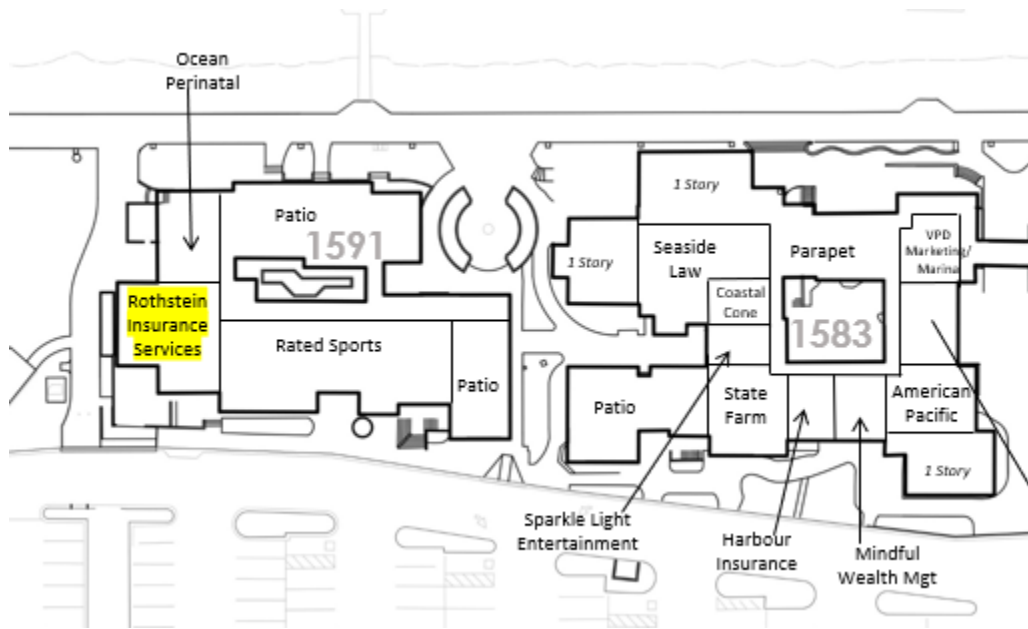 Ocean
Perinatal
Patio
1591
Rothstein
Insurance
Services
Rated Sports
Patio
1 Story
1 Story
Seaside
Law
Parapet
VPD
Marketing/
Marina
Coastal
Cone
1583
Patio
State
Farm
American
Pacific
1 Story
Sparkle Light
Entertainment
Harbour
Insurance
Mindful
Wealth Mgt